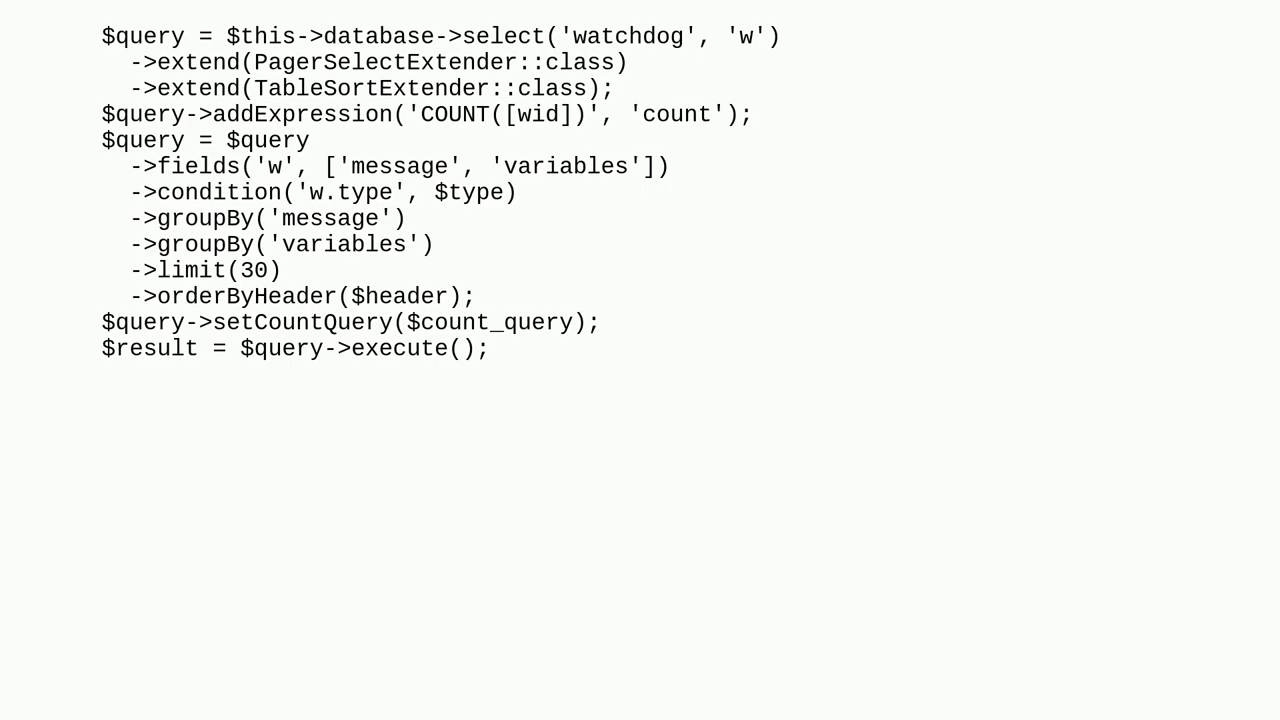 $query = $this->database->select('watchdog', 'w')
  ->extend(PagerSelectExtender::class)
  ->extend(TableSortExtender::class);
$query->addExpression('COUNT([wid])', 'count');
$query = $query
  ->fields('w', ['message', 'variables'])
  ->condition('w.type', $type)
  ->groupBy('message')
  ->groupBy('variables')
  ->limit(30)
  ->orderByHeader($header);
$query->setCountQuery($count_query);
$result = $query->execute();